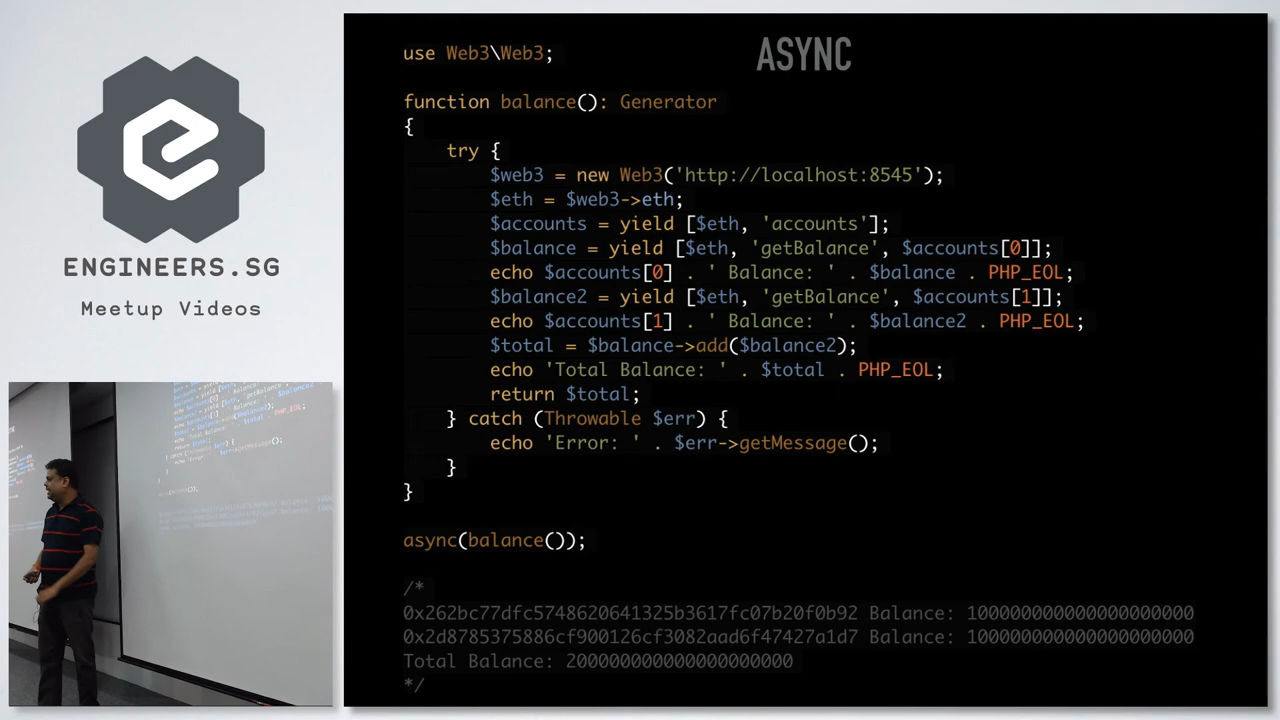 ENGINEERS.SG
Meetup Videos
ASYNC
use Web3\Web3;
function balance(): Generator
{
try {
$web3 = new Web3('http://localhost:8545');
$eth = $web3->eth;
$accounts = yield [$eth, 'accounts'];
$balance = yield [$eth, 'getBalance', $accounts[0]];
echo $accounts[0] . ' Balance: ' . $balance . PHP_EOL;
$balance2 = yield [$eth, 'getBalance', $accounts[1]];
echo $accounts[1] . ' Balance: ' . $balance2 . PHP_EOL;
$total = $balance->add($balance2);
echo 'Total Balance: ' . $total . PHP_EOL;
return $total;
} catch (Throwable $err) {
echo 'Error: ' . $err->getMessage();
}
}
async(balance());
/*
0x262bc77dfc5748620641325b3617fc07b20f0b92 Balance: 100000000000000000000
0x2d8785375886cf900126cf3082aad6f47427a1d7 Balance: 100000000000000000000
Total Balance: 200000000000000000000
*/